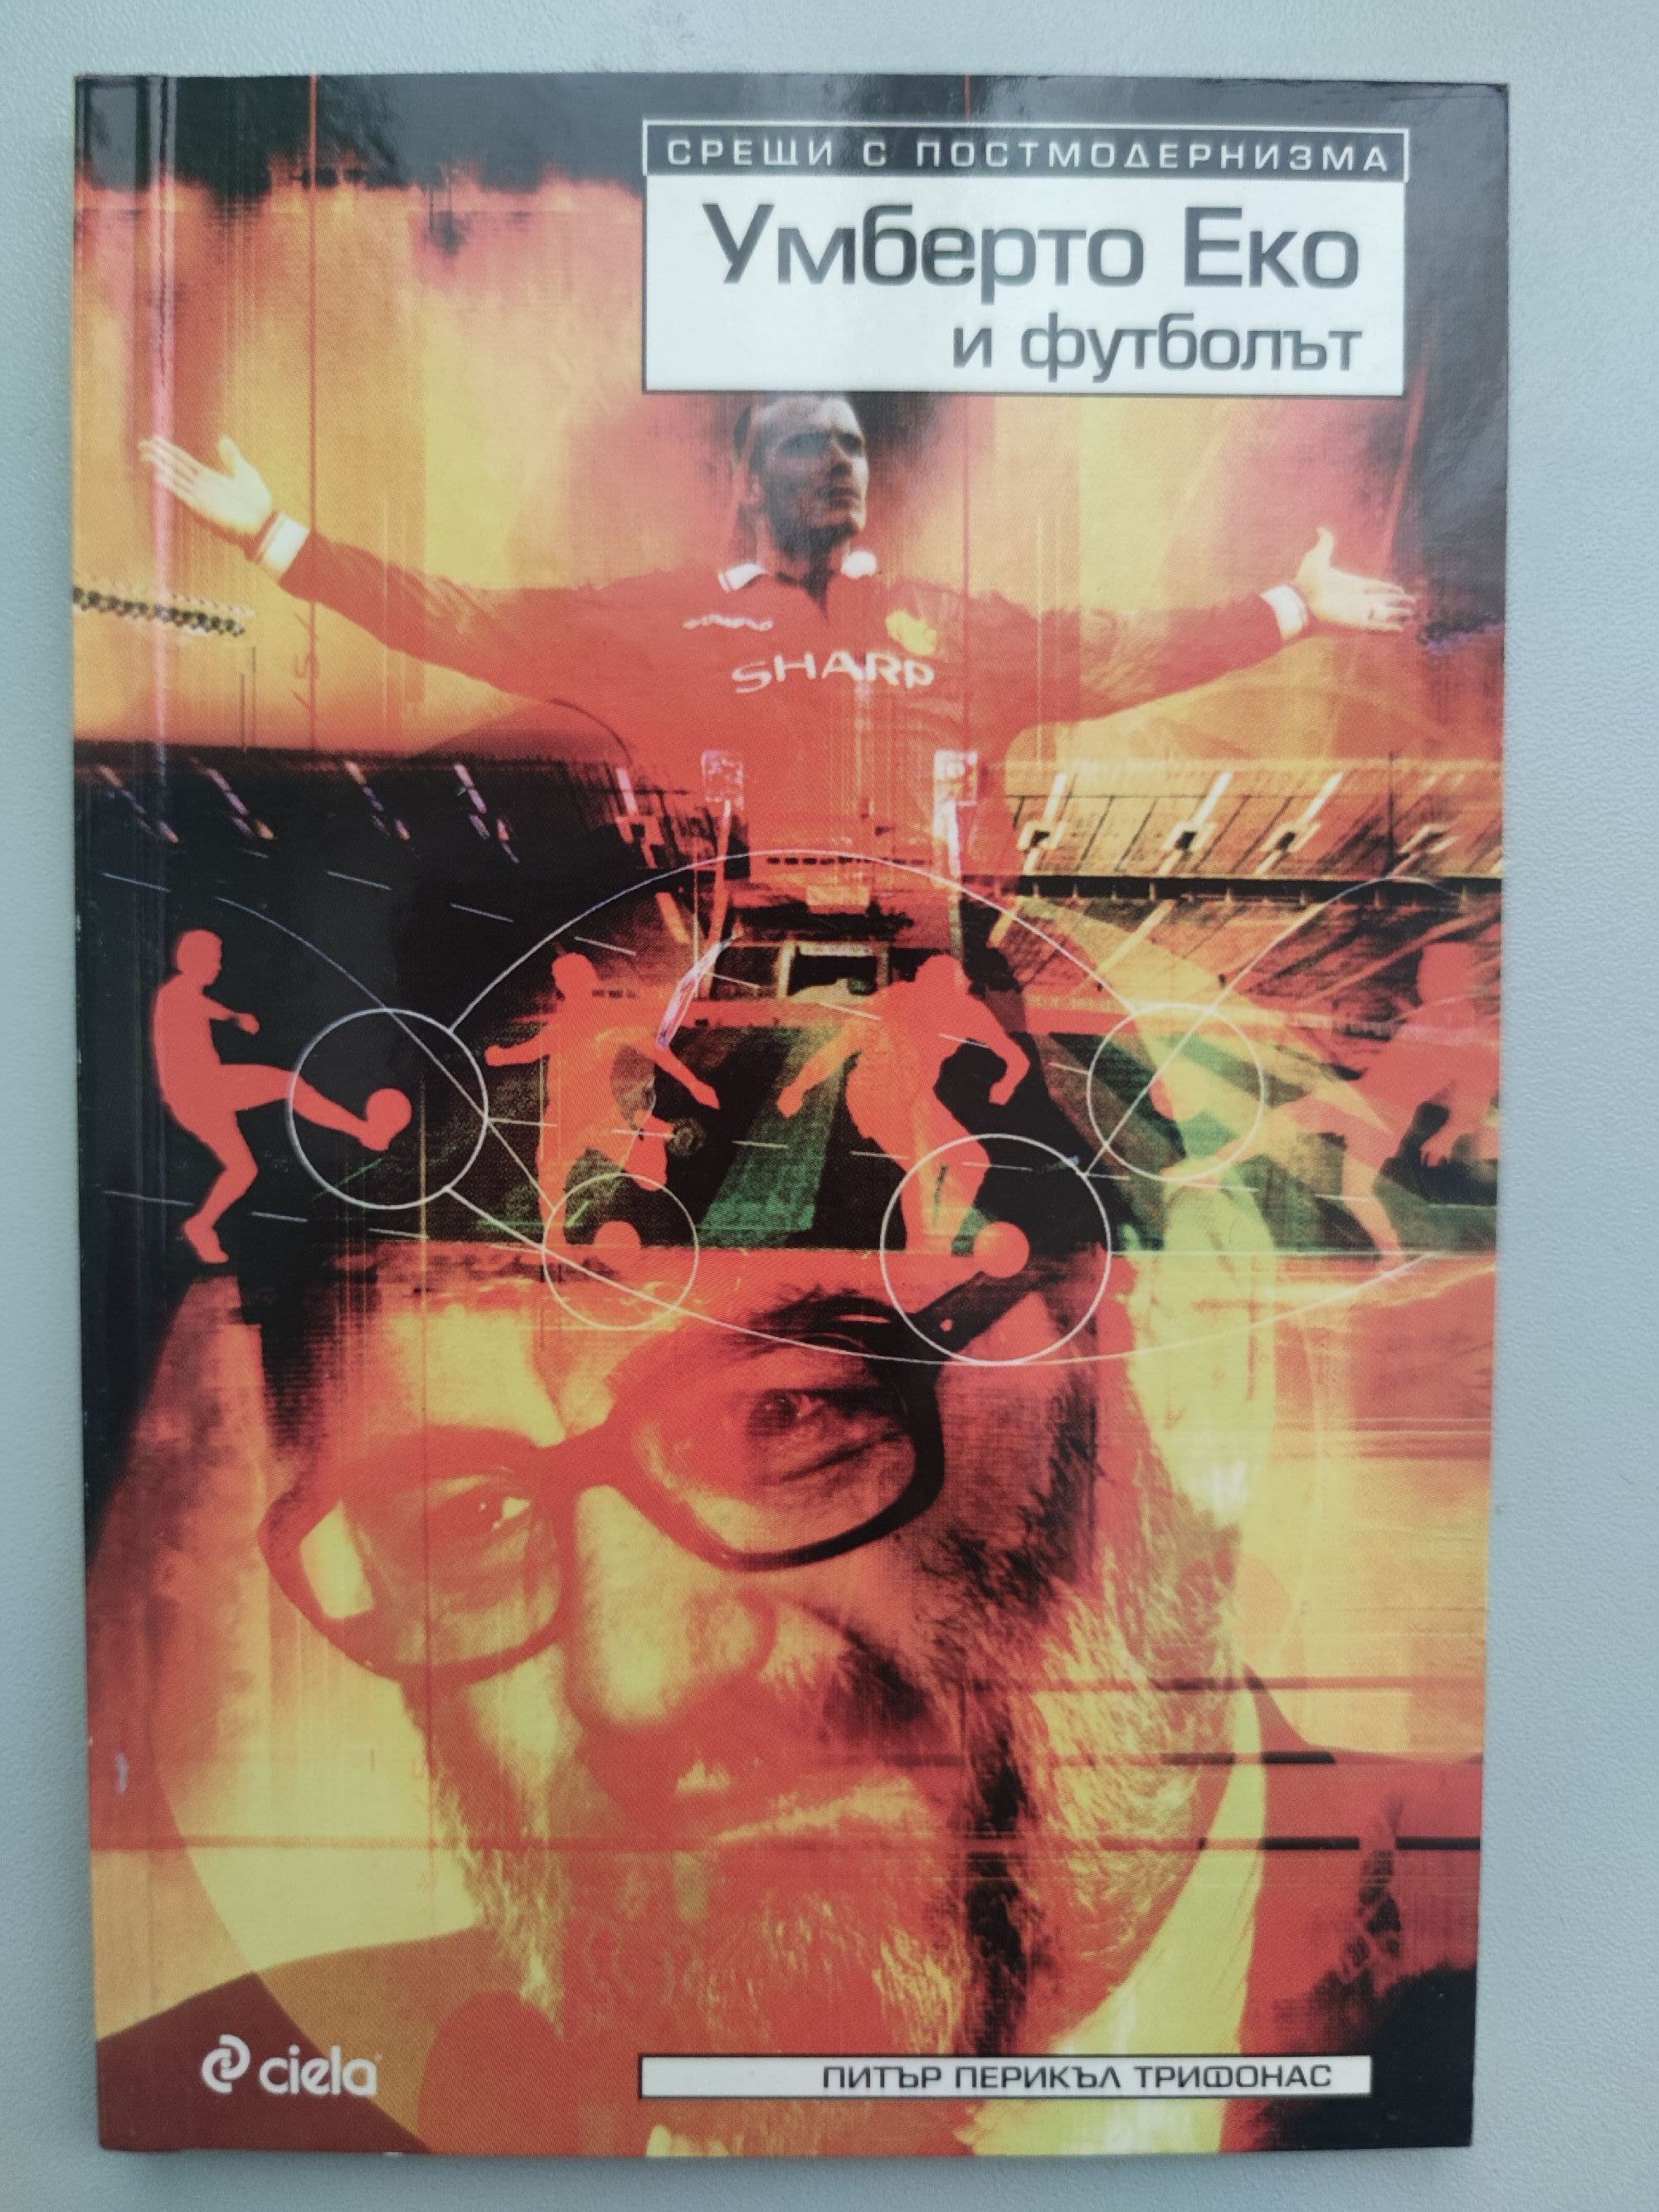 СРЕЩИ С ПОСТМОДЕРНИЗМА
Умберто Еко
и футболът
SHARP
ciela
ПИТЪР ПЕРИКЪЛ ТРИФОНАС